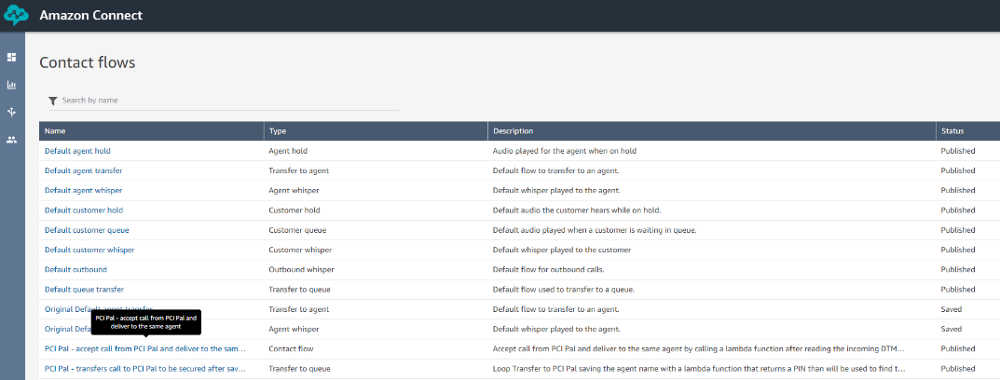 Amazon Connect
Contact flows
Search by name
Name Type Description Status
Default agent hold Agent hold Audio played for the agent when on hold Published
Default agent transfer Transfer to agent Default flow to transfer to an agent. Published
Default agent whisper Agent whisper Default whisper played to the agent. Published
Default customer hold Customer hold Default audio the customer hears while on hold. Published
Default customer queue Customer queue Default audio played when a customer is waiting in queue. Published
Default customer whisper Customer whisper Default whisper played to the customer Published
Default outbound Outbound whisper Default flow for outbound calls. Published
Default queue transfer Transfer to queue Default flow used to transfer to a queue. Published
Original Default agent transfer Transfer to agent Default flow to transfer to an agent. Saved
PCI Pal - accept call from PCI Pal and
deliver to the same agent
Original Defa Agent whisper Default whisper played to the agent. Saved
PCI Pal - accept call from PCI Pal and deliver to the sam... Contact flow Accept call from PCI Pal and deliver to the same agent by calling a lambda function after reading the incoming DTM... Published
PCI Pal - transfers call to PCI Pal to be secured after sav... Transfer to queue Loop Transfer to PCI Pal saving the agent name with a lambda function that returns a PIN than will be used to find t... Published